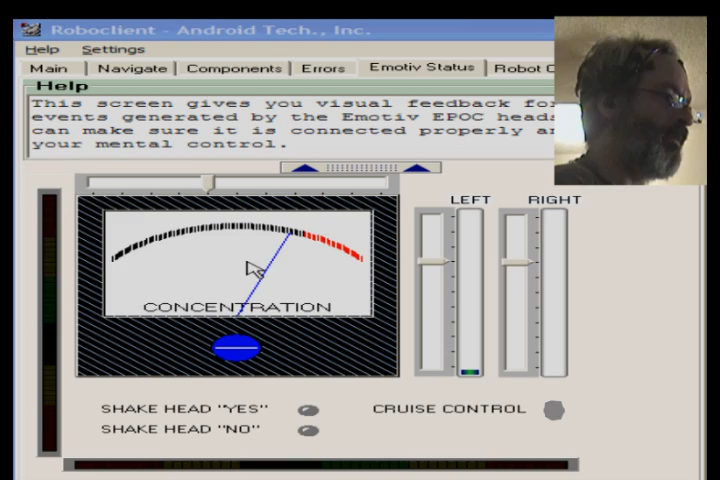 Roboclient - Android Tech., Inc.
Help Settings
Main Navigate Components Errors Emotiv Status Robot
Help
This screen gives you visual feedback for
events generated by the Emotiv EPOC
can make sure it is connected properly
your mental control.
LEFT RIGHT
CONCENTRATION
SHAKE HEAD "YES" CRUISE CONTROL
SHAKE HEAD "NO"